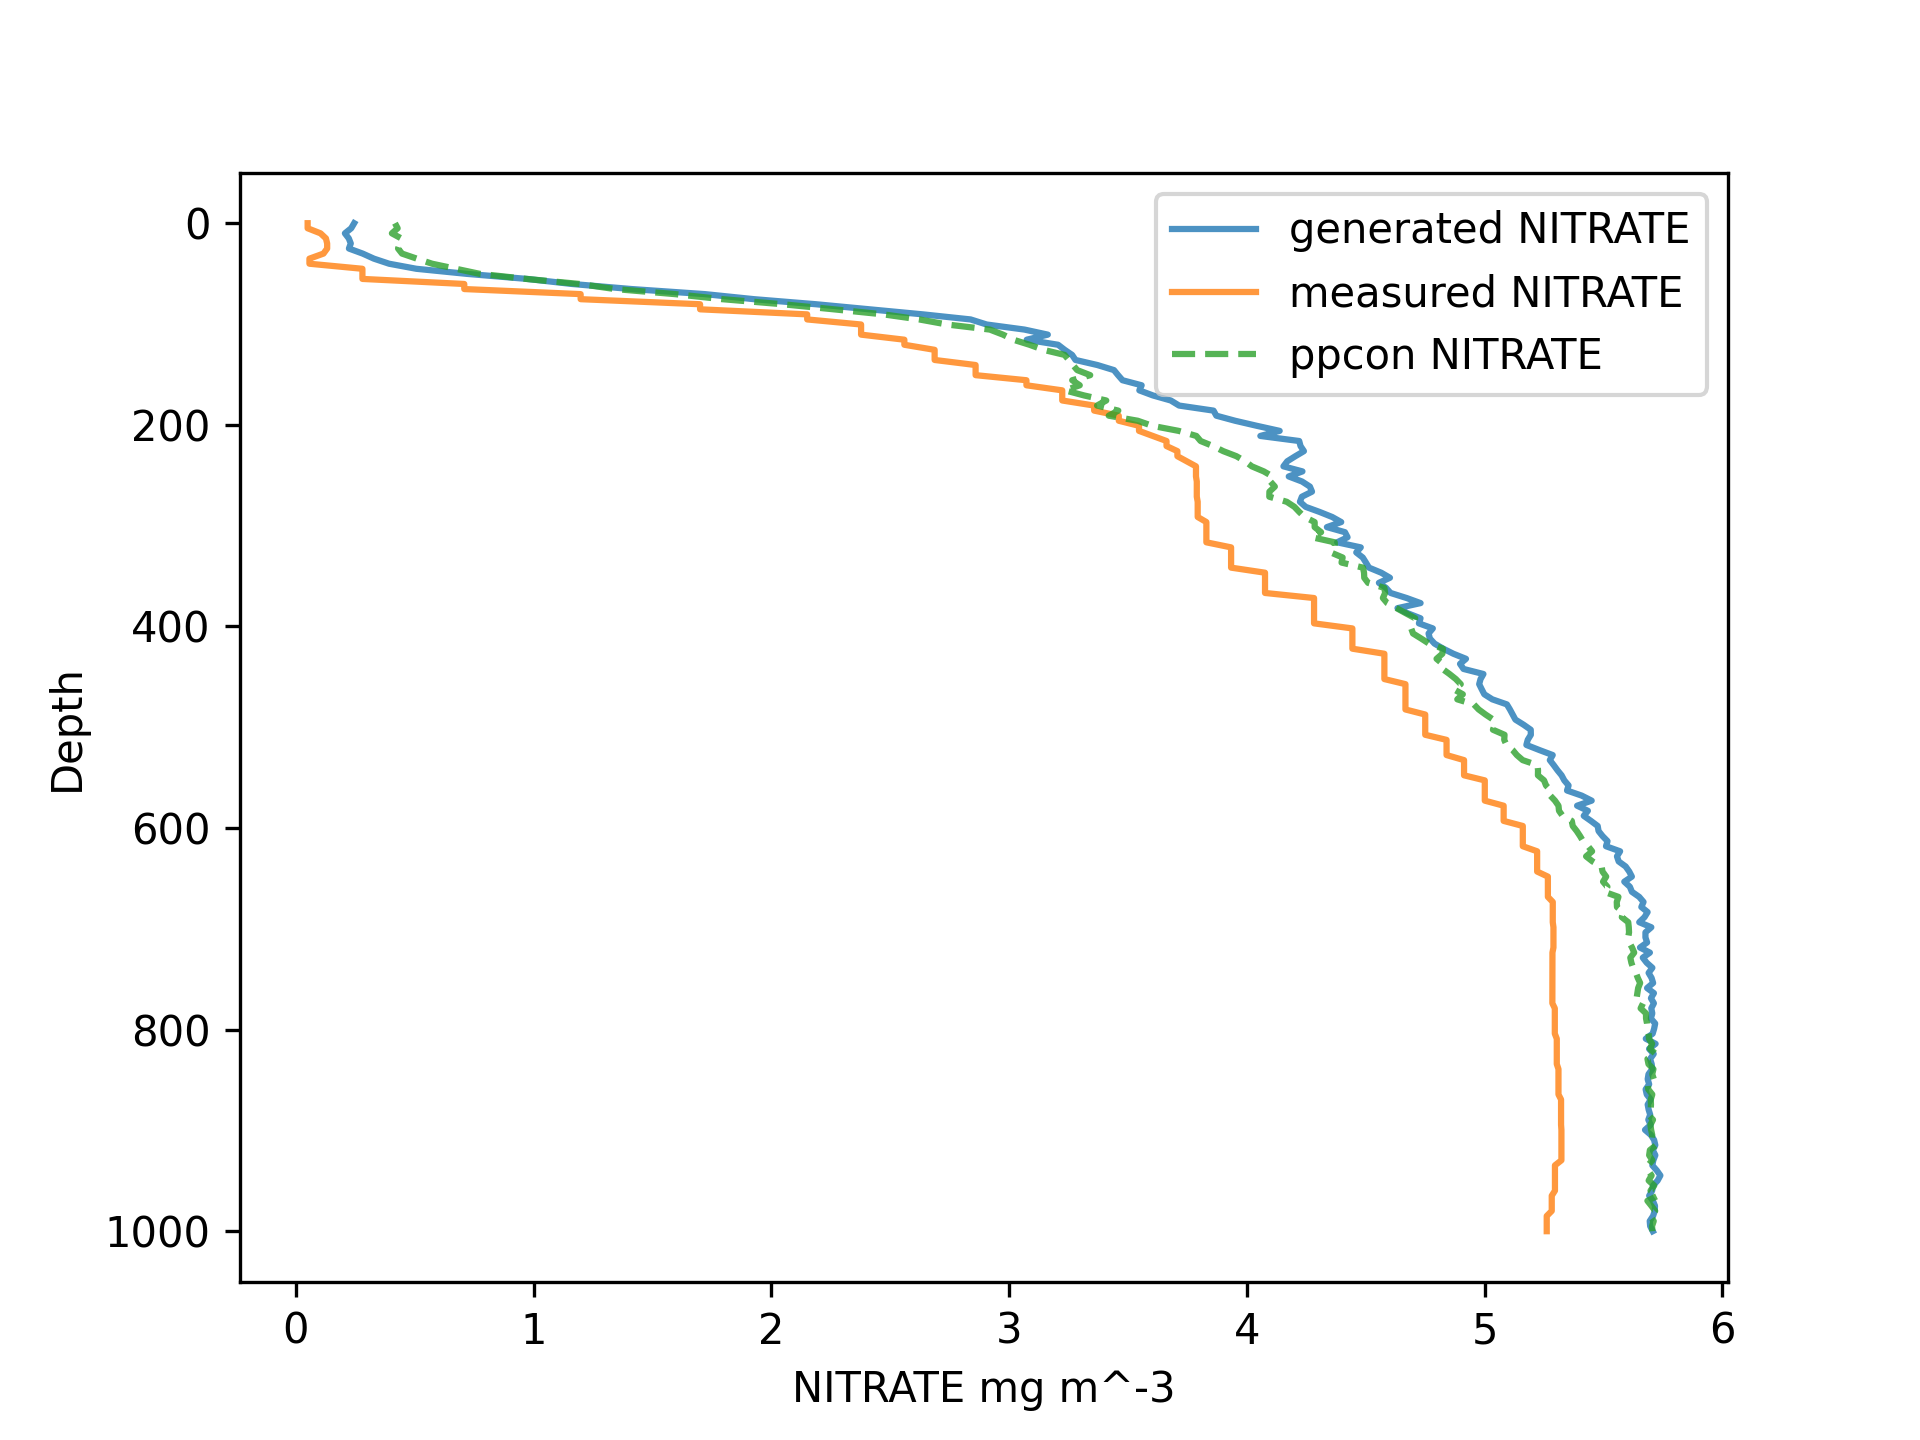 generated NITRATE
measured NITRATE
ppcon NITRATE
0
200
400
600
800
1000
Depth
0 1 2 3 4 5 6
NITRATE mg m^-3